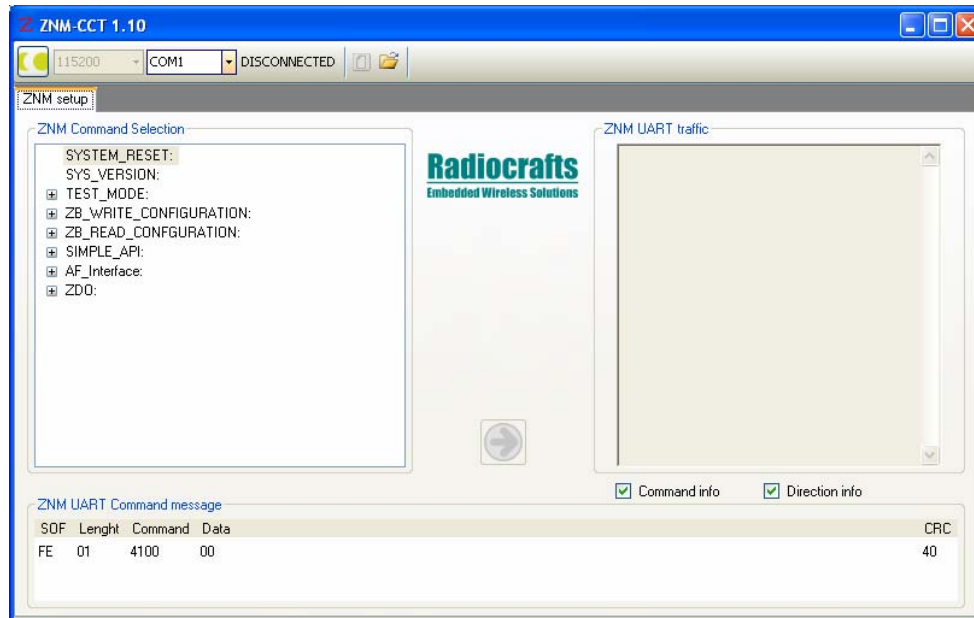 Z ZNM-CCT 1.10
115200 COM1 DISCONNECTED
ZNM setup
ZNM Command Selection
SYSTEM_RESET:
SYS_VERSION:
TEST_MODE:
ZB_WRITE_CONFIGURATION:
ZB_READ_CONFGURATION:
SIMPLE_API:
AF_Interface:
ZDO:
Radiocrafts
Embedded Wireless Solutions
ZNM UART traffic
Command info Direction info
ZNM UART Command message
SOF Lenght Command Data CRC
FE 01 4100 00 40